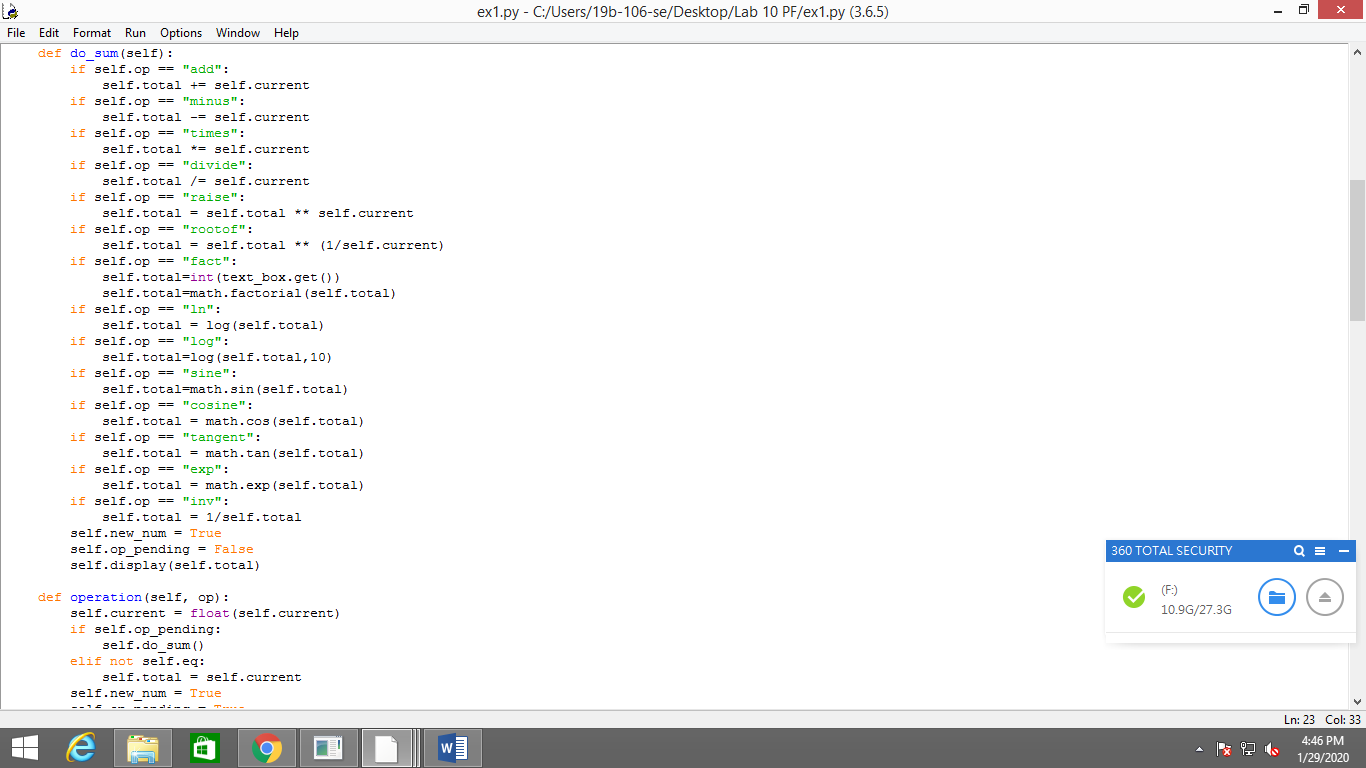 ex1.py - C:/Users/19b-106-se/Desktop/Lab 10 PF/ex1.py (3.6.5)
File Edit Format Run Options Window Help
    def do_sum(self):
        if self.op == "add":
            self.total += self.current
        if self.op == "minus":
            self.total -= self.current
        if self.op == "times":
            self.total *= self.current
        if self.op == "divide":
            self.total /= self.current
        if self.op == "raise":
            self.total = self.total ** self.current
        if self.op == "rootof":
            self.total = self.total ** (1/self.current)
        if self.op == "fact":
            self.total=int(text_box.get())
            self.total=math.factorial(self.total)
        if self.op == "ln":
            self.total = log(self.total)
        if self.op == "log":
            self.total=log(self.total,10)
        if self.op == "sine":
            self.total=math.sin(self.total)
        if self.op == "cosine":
            self.total = math.cos(self.total)
        if self.op == "tangent":
            self.total = math.tan(self.total)
        if self.op == "exp":
            self.total = math.exp(self.total)
        if self.op == "inv":
            self.total = 1/self.total
        self.new_num = True
        self.op_pending = False
        self.display(self.total)

    def operation(self, op):
        self.current = float(self.current)
        if self.op_pending:
            self.do_sum()
        elif not self.eq:
            self.total = self.current
        self.new_num = True
        self.op_pending = True
360 TOTAL SECURITY
(F:)
10.9G/27.3G
Ln: 23 Col: 33
4:46 PM
1/29/2020